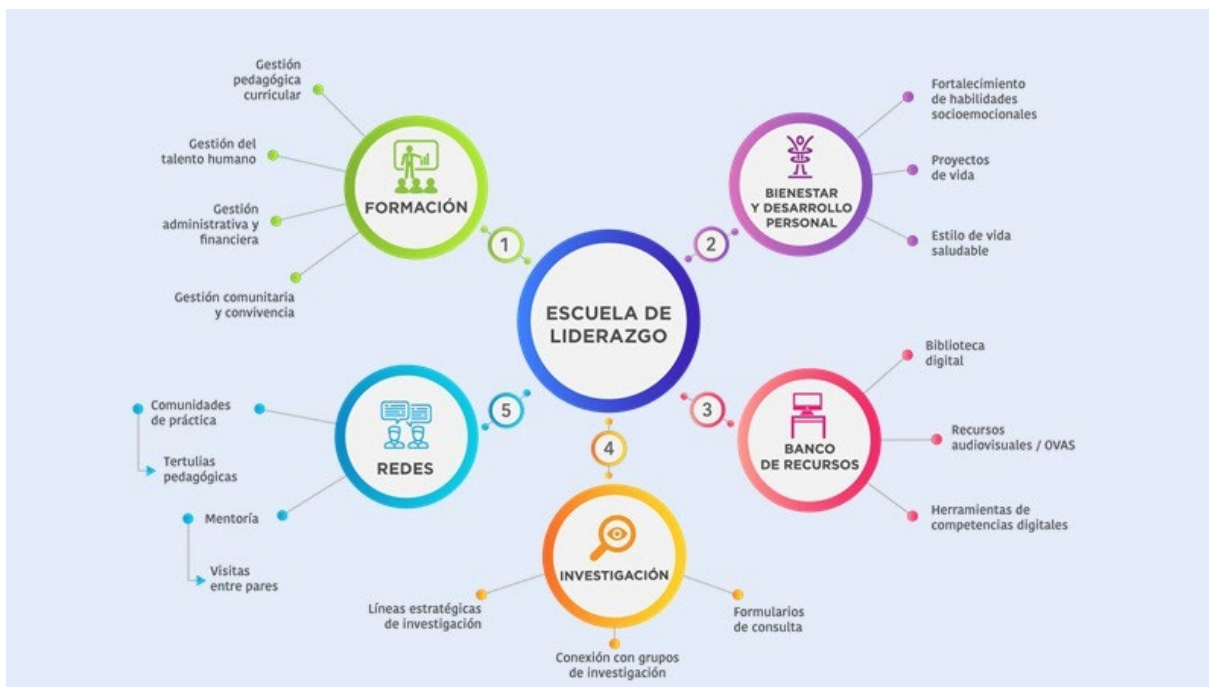 Gestión
pedagógica
curricular
Gestión del
talento humano
Gestión
administrativa y
financiera
Gestión comunitaria
y convivencia
FORMACIÓN
1
Fortalecimiento
de habilidades
socioemocionales
Proyectos
de vida
Estilo de vida
saludable
BIENESTAR
Y DESARROLLO
PERSONAL
2
ESCUELA DE
LIDERAZGO
Biblioteca
digital
Recursos
audiovisuales / OVAS
Herramientas de
competencias digitales
BANCO
DE RECURSOS
3
4
INVESTIGACIÓN
Líneas estratégicas
de investigación
Conexión con grupos
de investigación
Formularios
de consulta
5
REDES
Comunidades
de práctica
Tertulias
pedagógicas
Mentoría
Visitas
entre pares